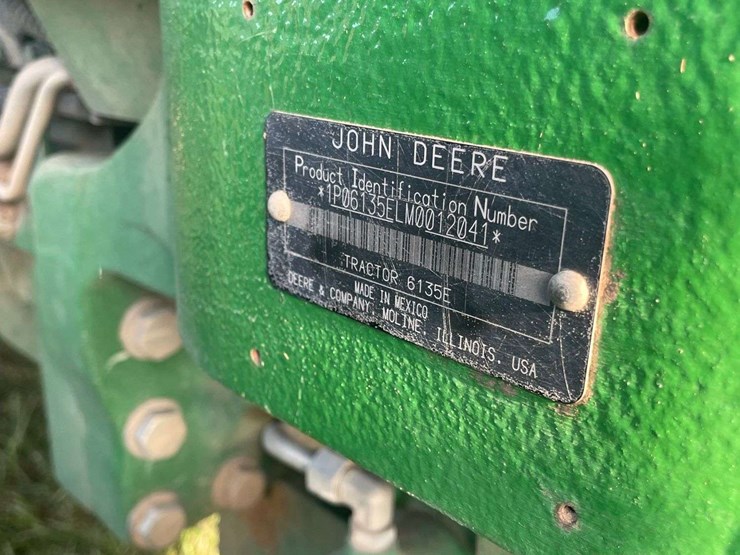 JOHN DEERE
Product Identification Number
*1P06135ELM0012041*
TRACTOR 6135E
MADE IN MEXICO
DEERE & COMPANY, MOLINE, ILLINOIS. USA